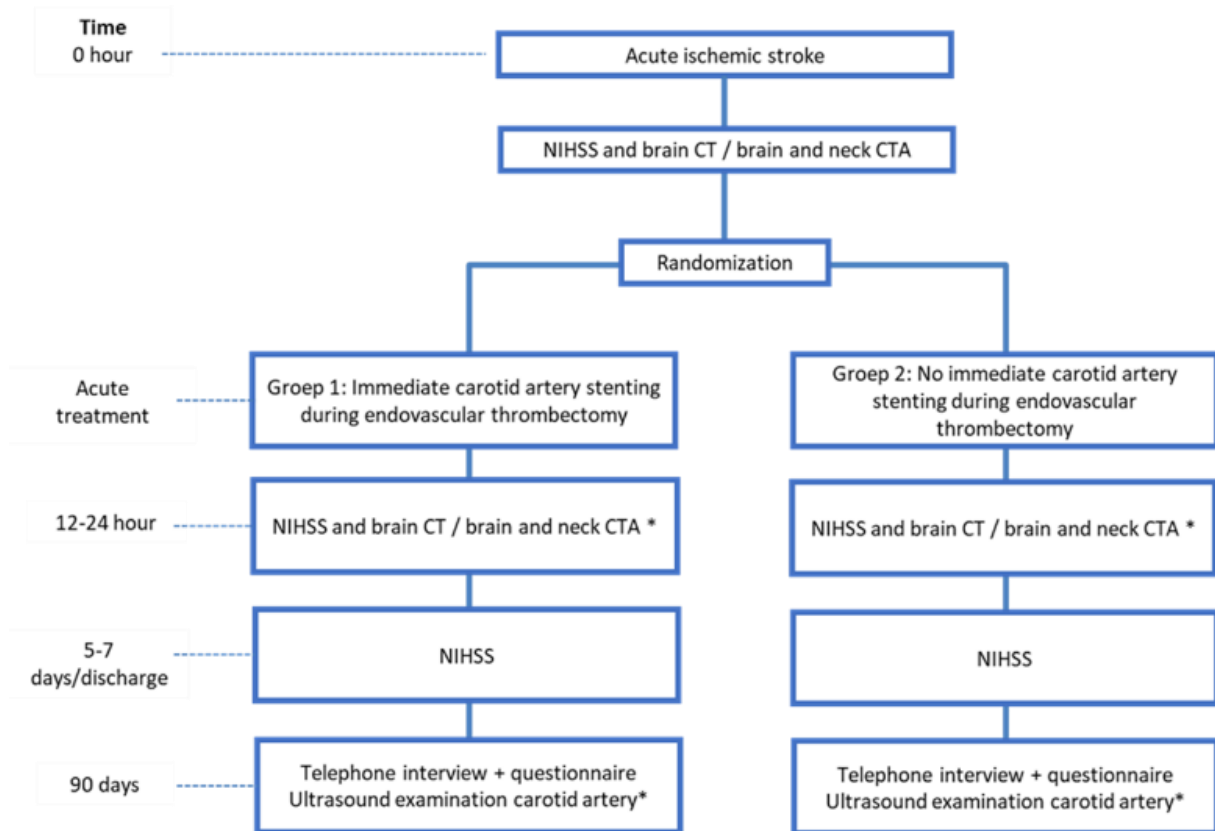 Time
0 hour
Acute ischemic stroke
NIHSS and brain CT / brain and neck CTA
Randomization
Acute
treatment
Groep 1: Immediate carotid artery stenting
during endovascular thrombectomy
Groep 2: No immediate carotid artery
stenting during endovascular
thrombectomy
12-24 hour
NIHSS and brain CT / brain and neck CTA *
NIHSS and brain CT / brain and neck CTA *
5-7
days/discharge
NIHSS
NIHSS
90 days
Telephone interview + questionnaire
Ultrasound examination carotid artery*
Telephone interview + questionnaire
Ultrasound examination carotid artery*